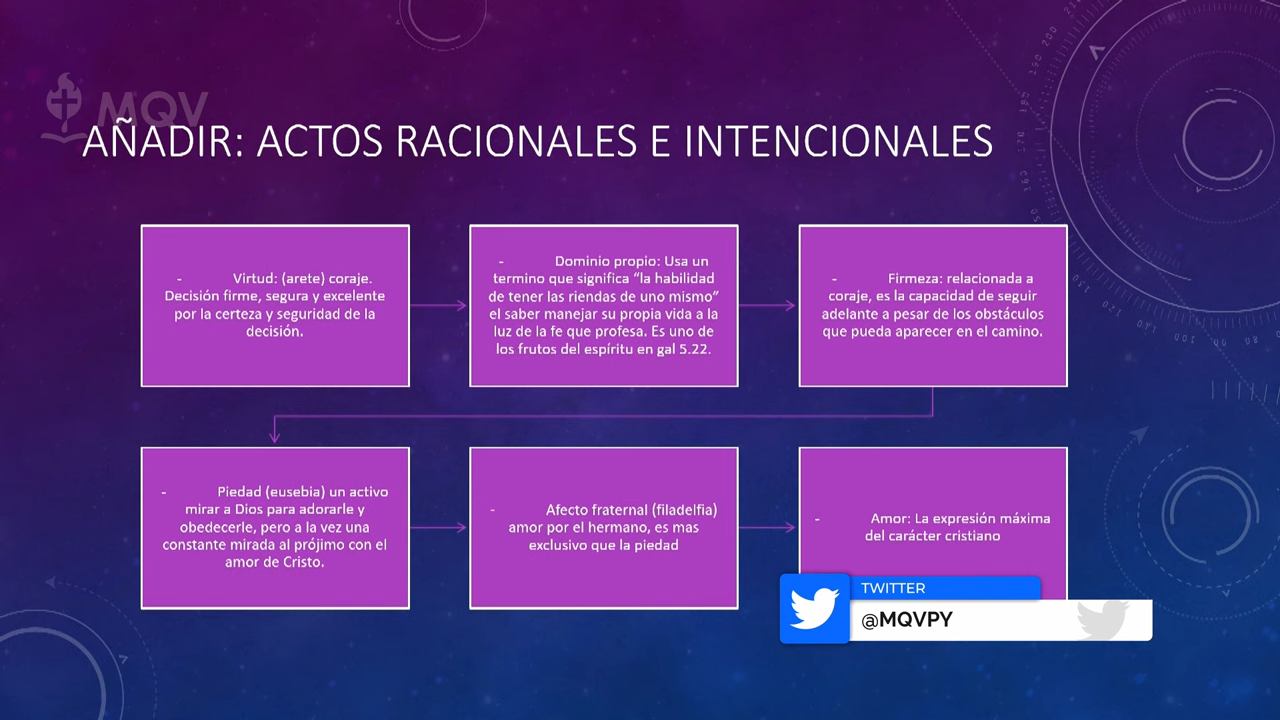 MQV
AÑADIR: ACTOS RACIONALES E INTENCIONALES
- Virtud: (arete) coraje.
Decisión firme, segura y excelente
por la certeza y seguridad de la
decisión.
- Dominio propio: Usa un
termino que significa “la habilidad
de tener las riendas de uno mismo”
el saber manejar su propia vida a la
luz de la fe que profesa. Es uno de
los frutos del espíritu en gal 5.22.
- Firmeza: relacionada a
coraje, es la capacidad de seguir
adelante a pesar de los obstáculos
que pueda aparecer en el camino.
- Piedad (eusebia) un activo
mirar a Dios para adorarle y
obedecerle, pero a la vez una
constante mirada al prójimo con el
amor de Cristo.
- Afecto fraternal (filadelfia)
amor por el hermano, es mas
exclusivo que la piedad
- Amor: La expresión máxima
del carácter cristiano
TWITTER
@MQVPY